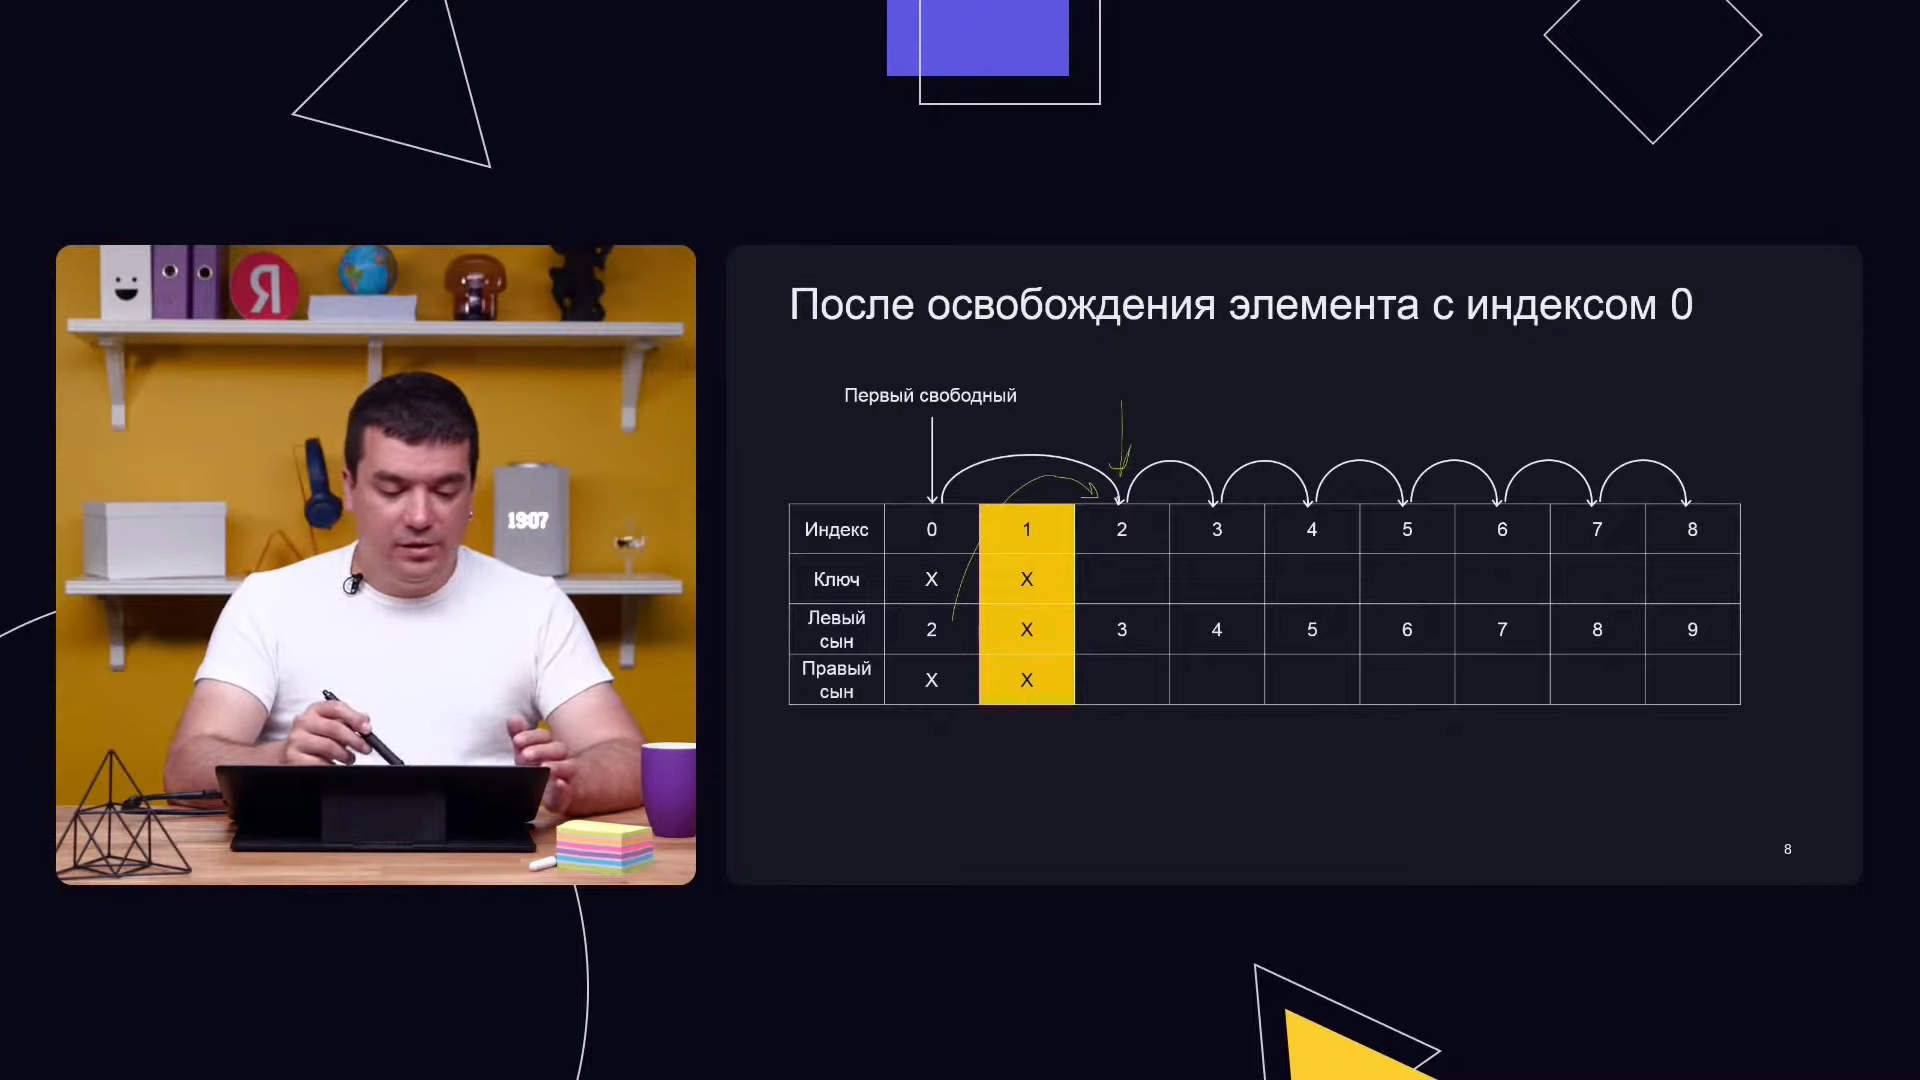 Я
1907
После освобождения элемента с индексом 0
Первый свободный
Индекс 0 1 2 3 4 5 6 7 8
Ключ X X
Левый
сын 2 X 3 4 5 6 7 8 9
Правый
сын X X
8